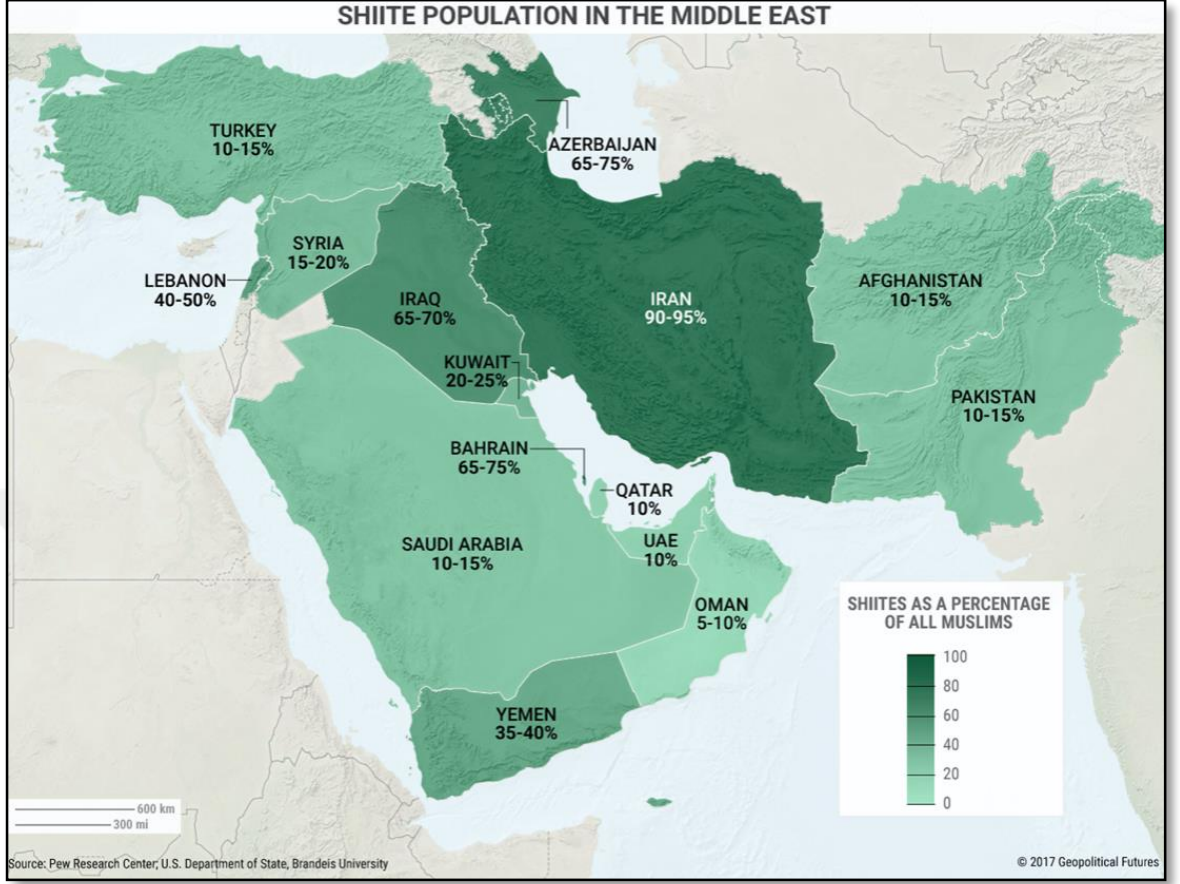 SHIITE POPULATION IN THE MIDDLE EAST
TURKEY
10-15%
AZERBAIJAN
65-75%
SYRIA
15-20%
LEBANON
40-50%
IRAQ
65-70%
IRAN
90-95%
AFGHANISTAN
10-15%
KUWAIT
20-25%
PAKISTAN
10-15%
BAHRAIN
65-75%
QATAR
10%
SAUDI ARABIA
10-15%
UAE
10%
OMAN
5-10%
YEMEN
35-40%
SHIITES AS A PERCENTAGE
OF ALL MUSLIMS
100
80
60
40
20
0
600 km
300 mi
Source: Pew Research Center; U.S. Department of State, Brandeis University
© 2017 Geopolitical Futures